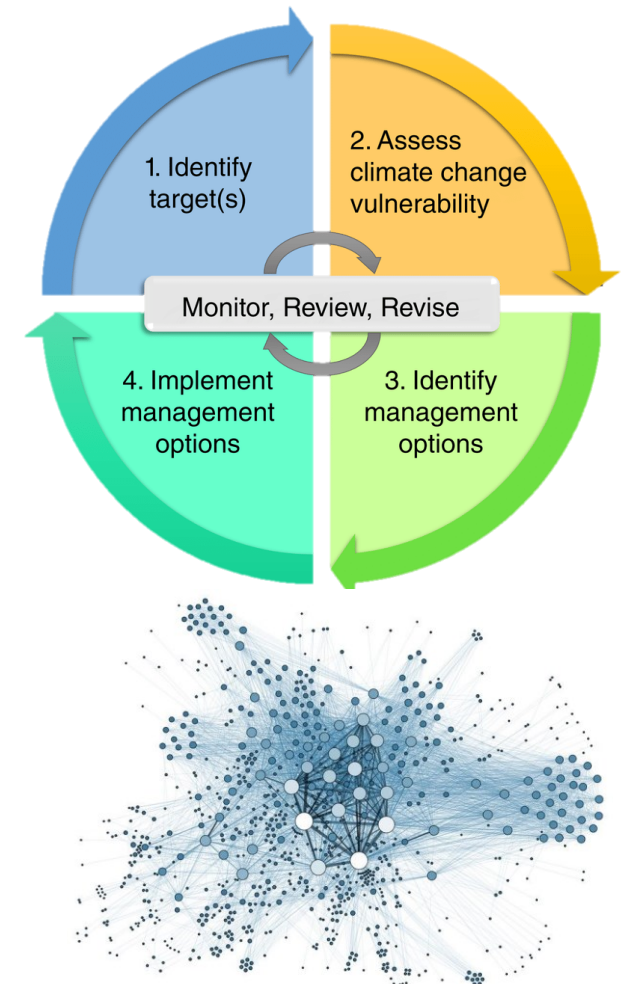 1. Identify
target(s)
2. Assess
climate change
vulnerability
Monitor, Review, Revise
4. Implement
management
options
3. Identify
management
options